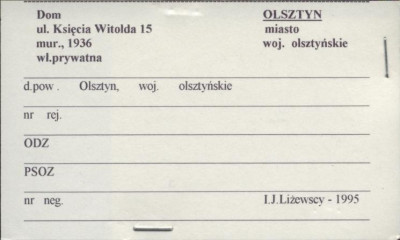 Dom
ul. Księcia Witolda 15
mur., 1936
wł.prywatna
OLSZTYN
miasto
woj. olsztyńskie
d.pow . Olsztyn, woj. olsztyńskie
nr rej.
ODZ
PSOZ
nr neg.
I.J.Liżewscy - 1995